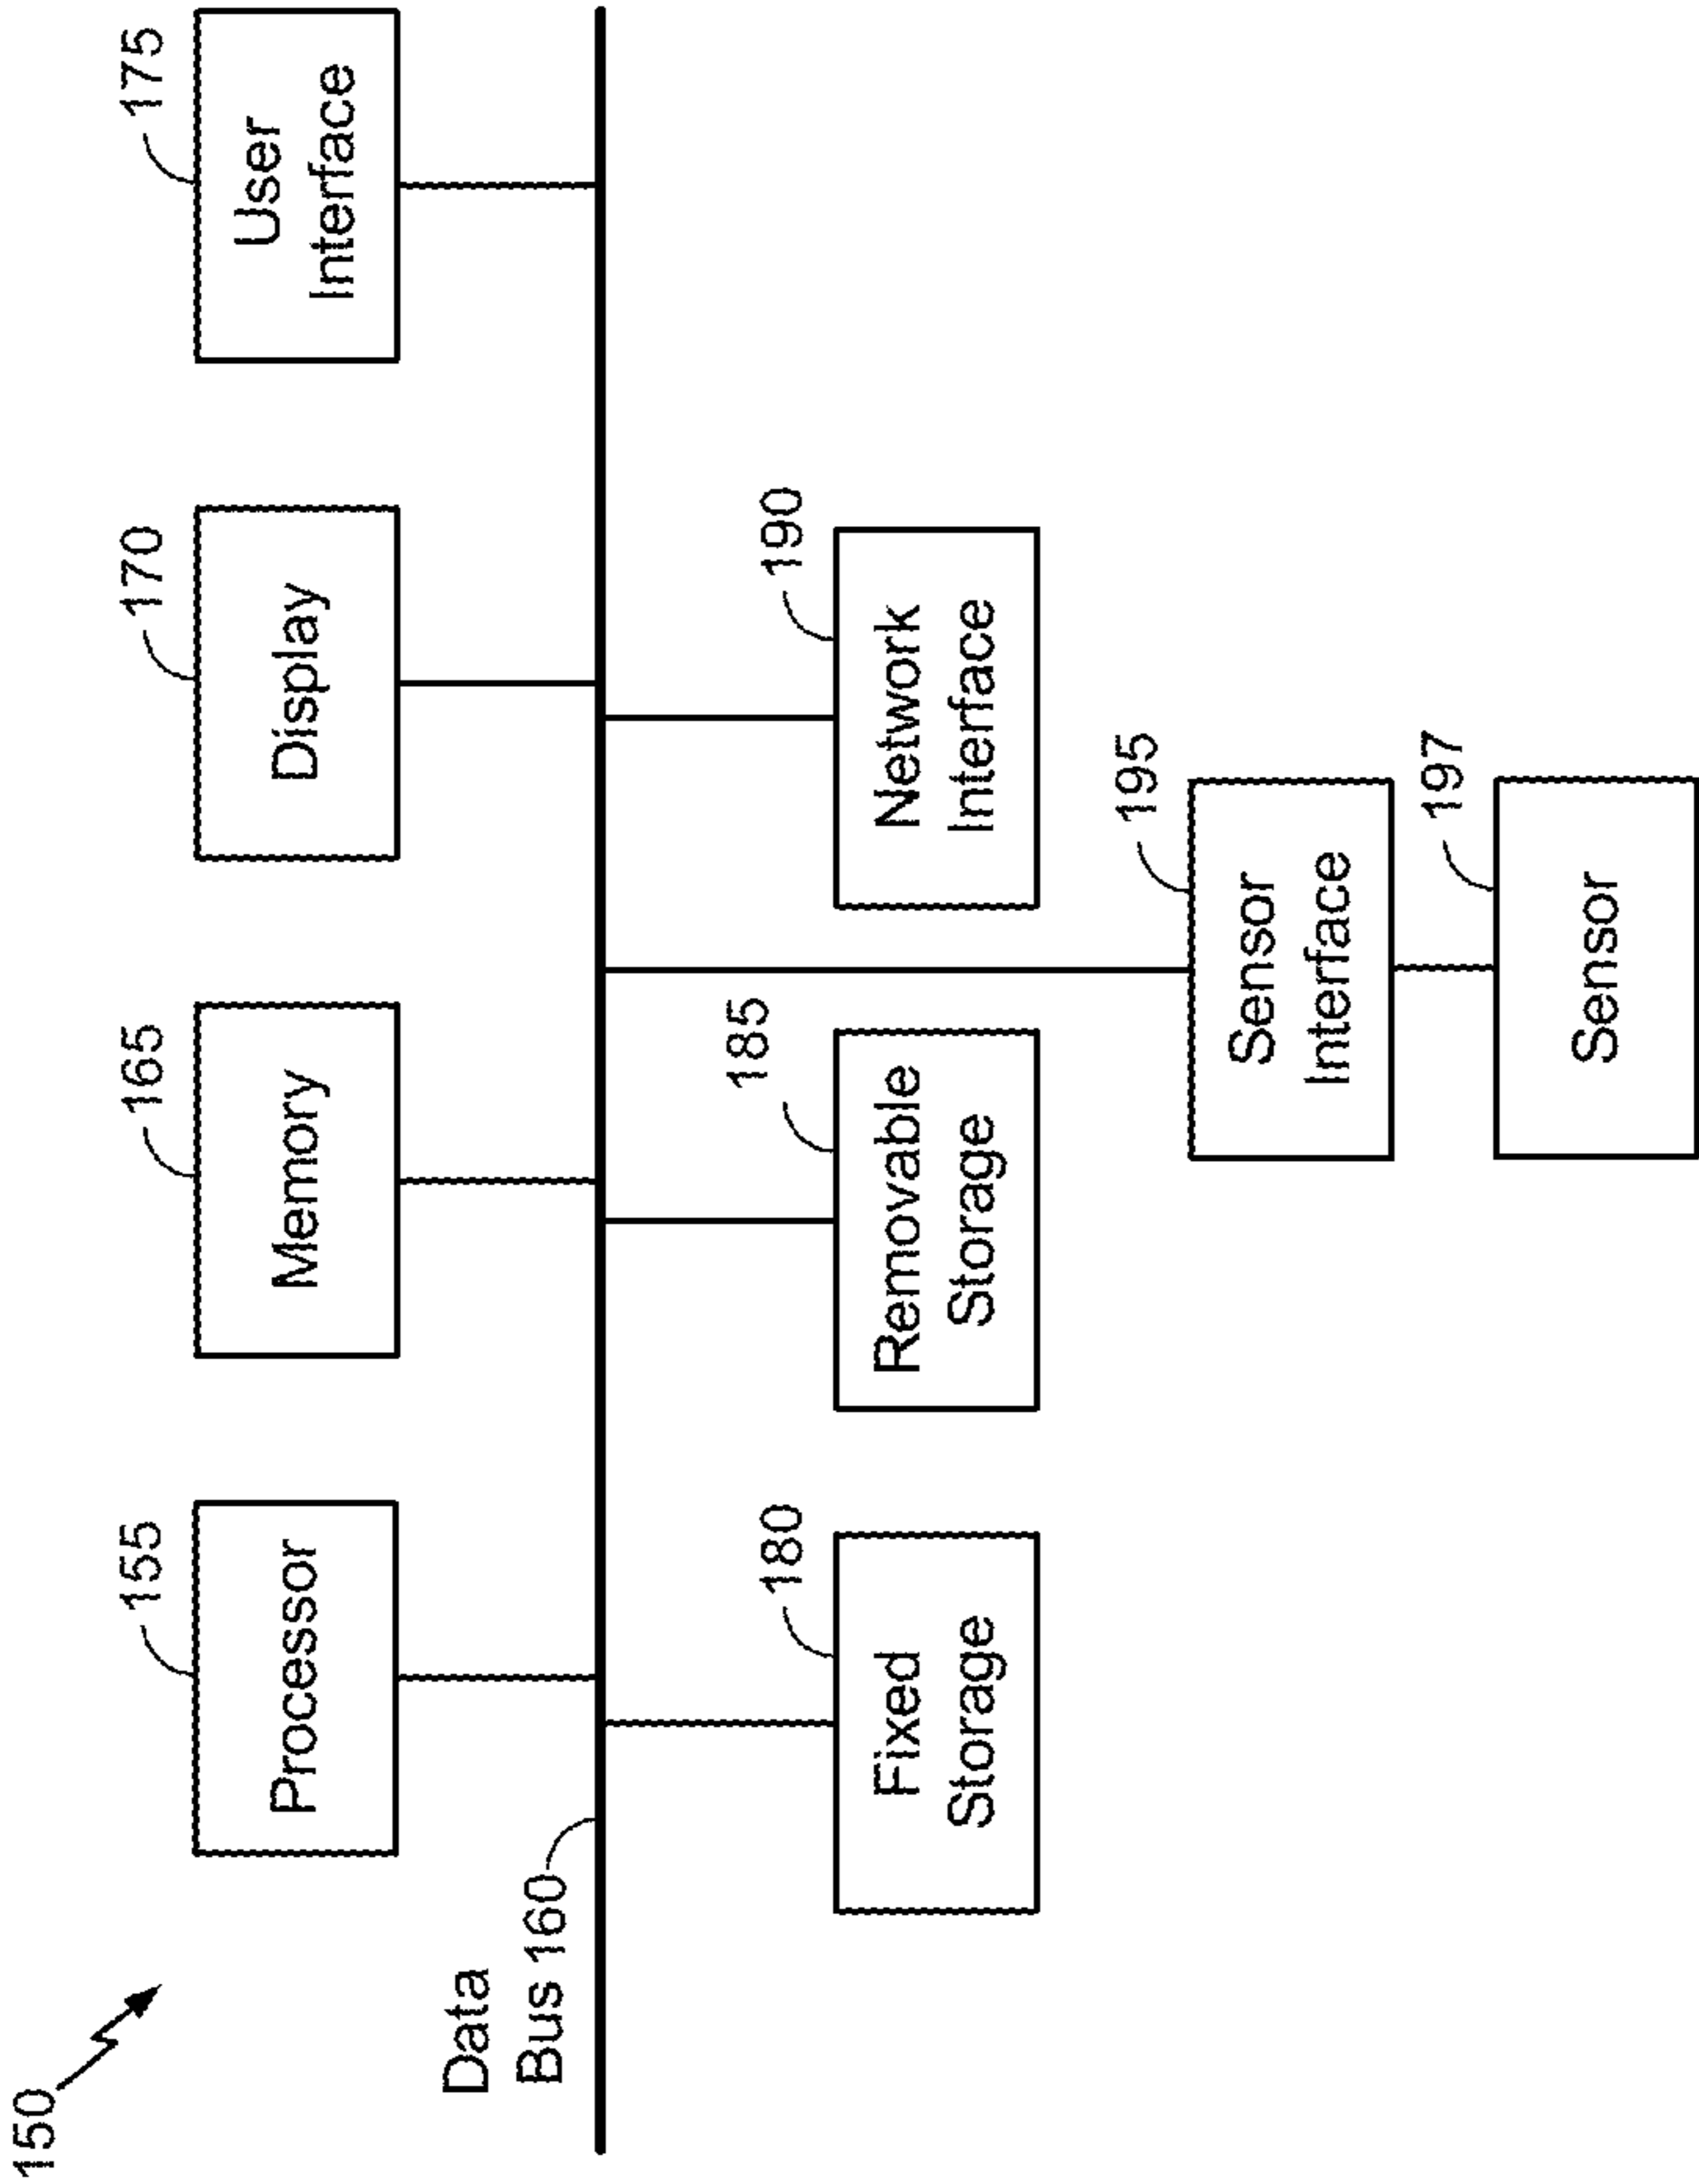 150
155
Processor
165
Memory
170
Display
175
User
Interface
Data
Bus 160
180
Fixed
Storage
185
Removable
Storage
190
Network
Interface
195
Sensor
Interface
197
Sensor